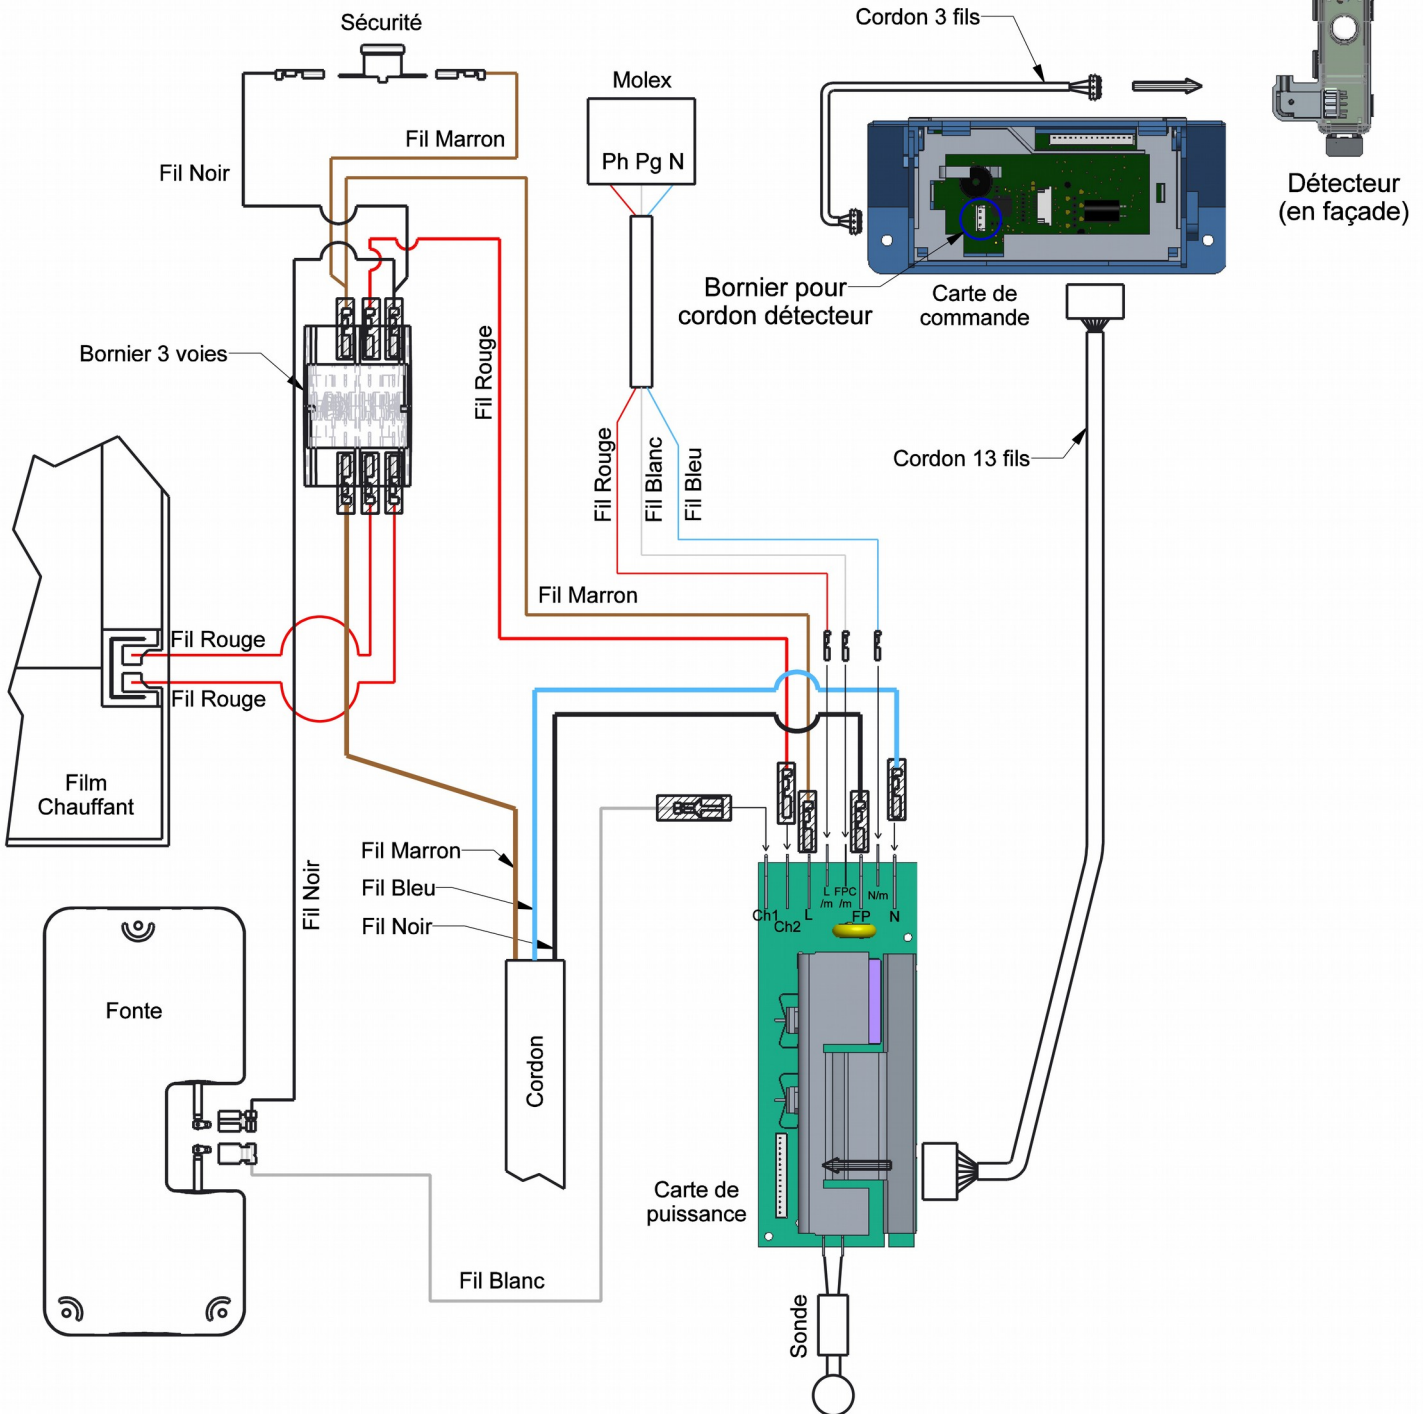 Sécurité
Cordon 3 fils
Molex
Fil Marron
Ph Pg N
Fil Noir
Détecteur
(en façade)
Bornier pour
cordon détecteur
Carte de
commande
Bornier 3 voies
Fil Rouge
Fil Rouge
Fil Blanc
Fil Bleu
Cordon 13 fils
Fil Marron
Fil Rouge
Fil Rouge
Film
Chauffant
Fil Marron
Fil Bleu
Fil Noir
Fil Noir
Ch1
Ch2
L
L
/m
FPC
/m
FP
N/m
N
Fonte
Cordon
Carte de
puissance
Fil Blanc
Sonde